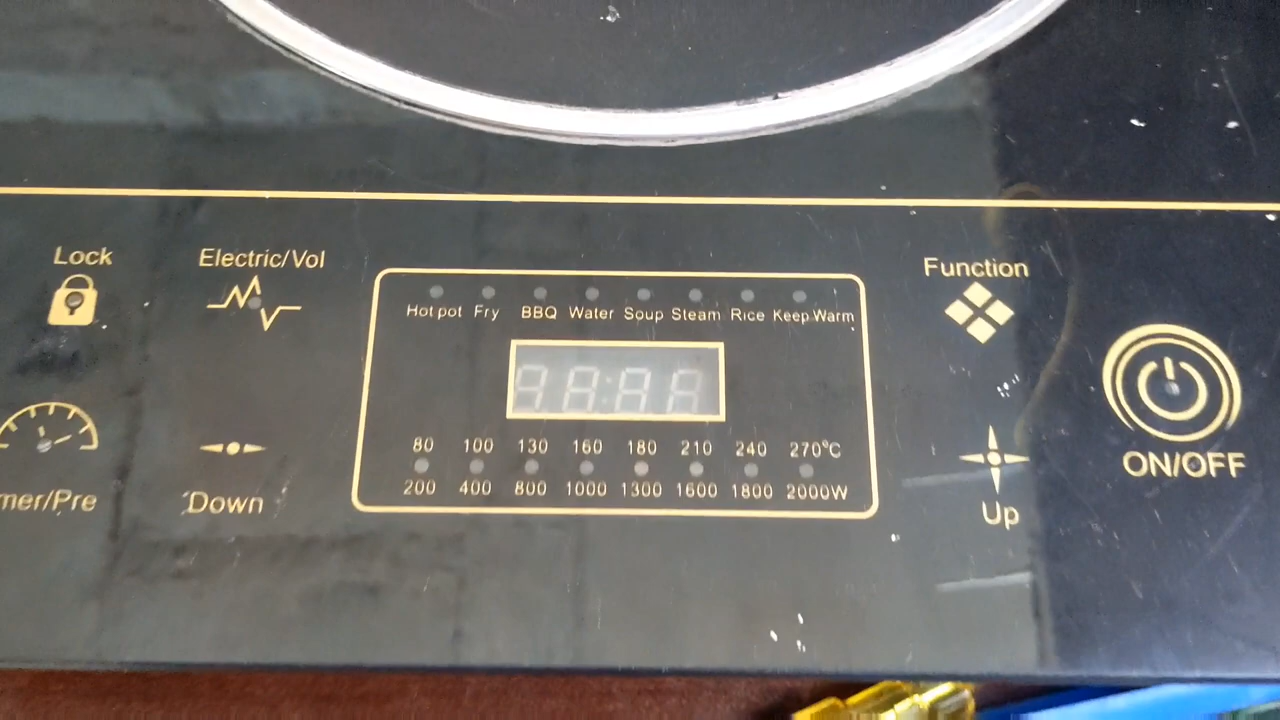 Lock
Electric/Vol
Function
Hot pot Fry BBQ Water Soup Steam Rice Keep Warm
80 100 130 160 180 210 240 270°C
200 400 800 1000 1300 1600 1800 2000W
mer/Pre
Down
Up
ON/OFF